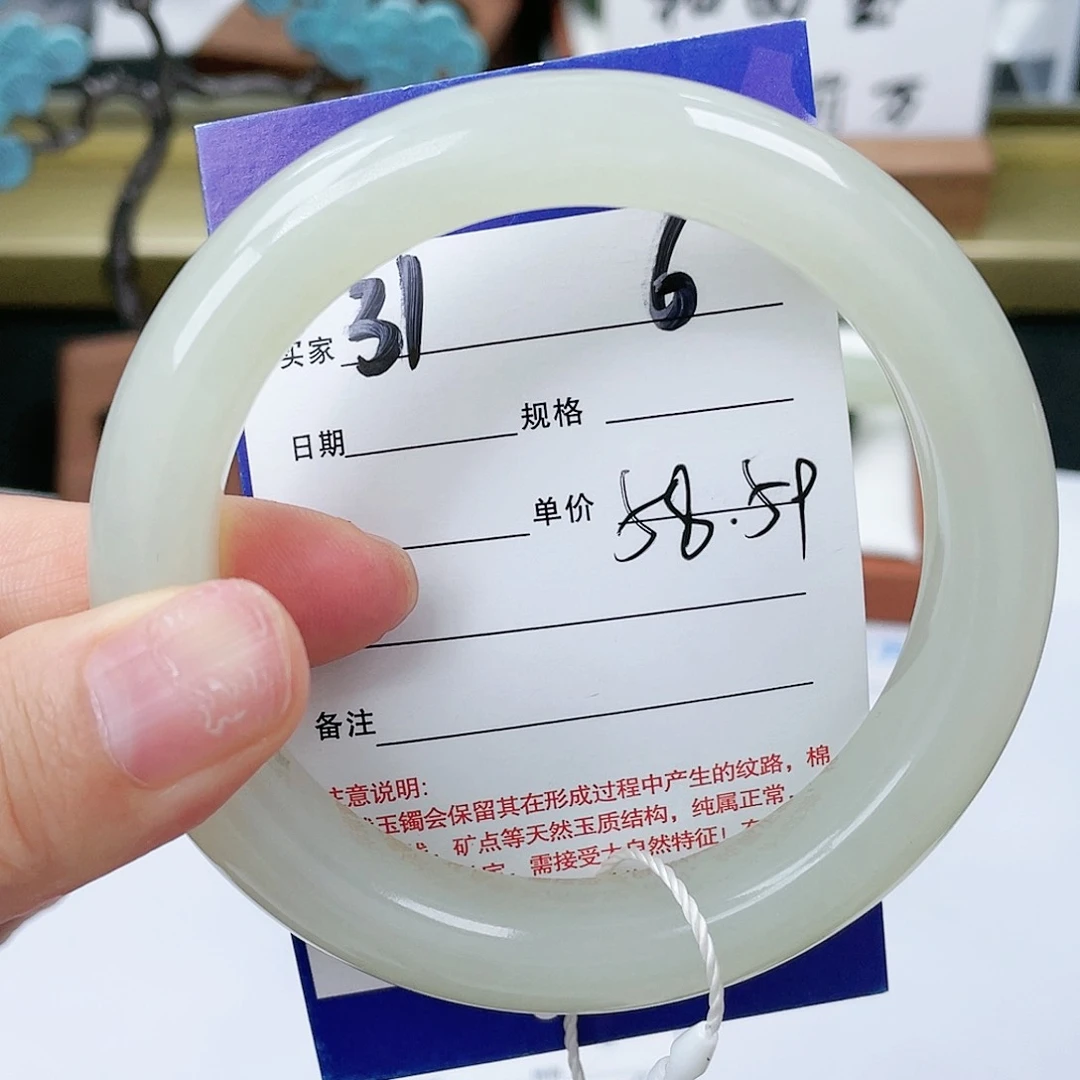 万
买家 31 6
日期 规格
单价 58.59
备注
意说明:
玉镯会保留其在形成过程中产生的纹路，棉
矿点等天然玉质结构，纯属正常.
需接受大自然特征！